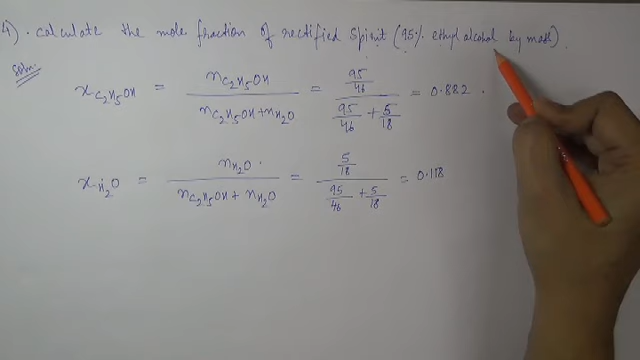 4). calculate the mole fraction of rectified spirit (95% ethyl alcohol by mass).
Soln:
x C₂H₅OH = n C₂H₅OH / (n C₂H₅OH + n H₂O) = (95/46) / (95/46 + 5/18) = 0.882.
x H₂O = n H₂O / (n C₂H₅OH + n H₂O) = (5/18) / (95/46 + 5/18) = 0.118